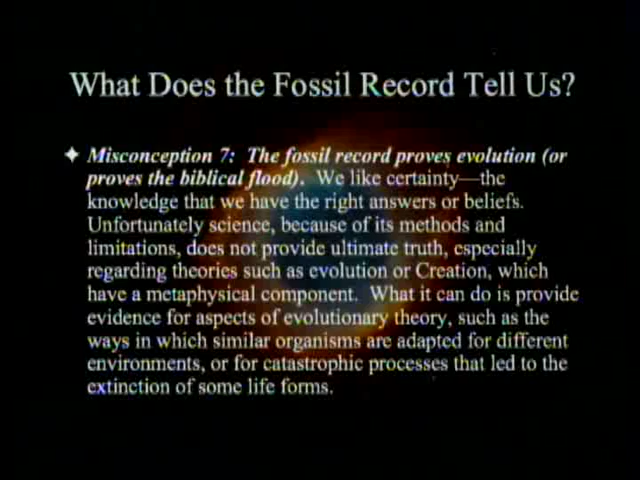 What Does the Fossil Record Tell Us?
✦ Misconception 7: The fossil record proves evolution (or
proves the biblical flood). We like certainty—the
knowledge that we have the right answers or beliefs.
Unfortunately science, because of its methods and
limitations, does not provide ultimate truth, especially
regarding theories such as evolution or Creation, which
have a metaphysical component. What it can do is provide
evidence for aspects of evolutionary theory, such as the
ways in which similar organisms are adapted for different
environments, or for catastrophic processes that led to the
extinction of some life forms.